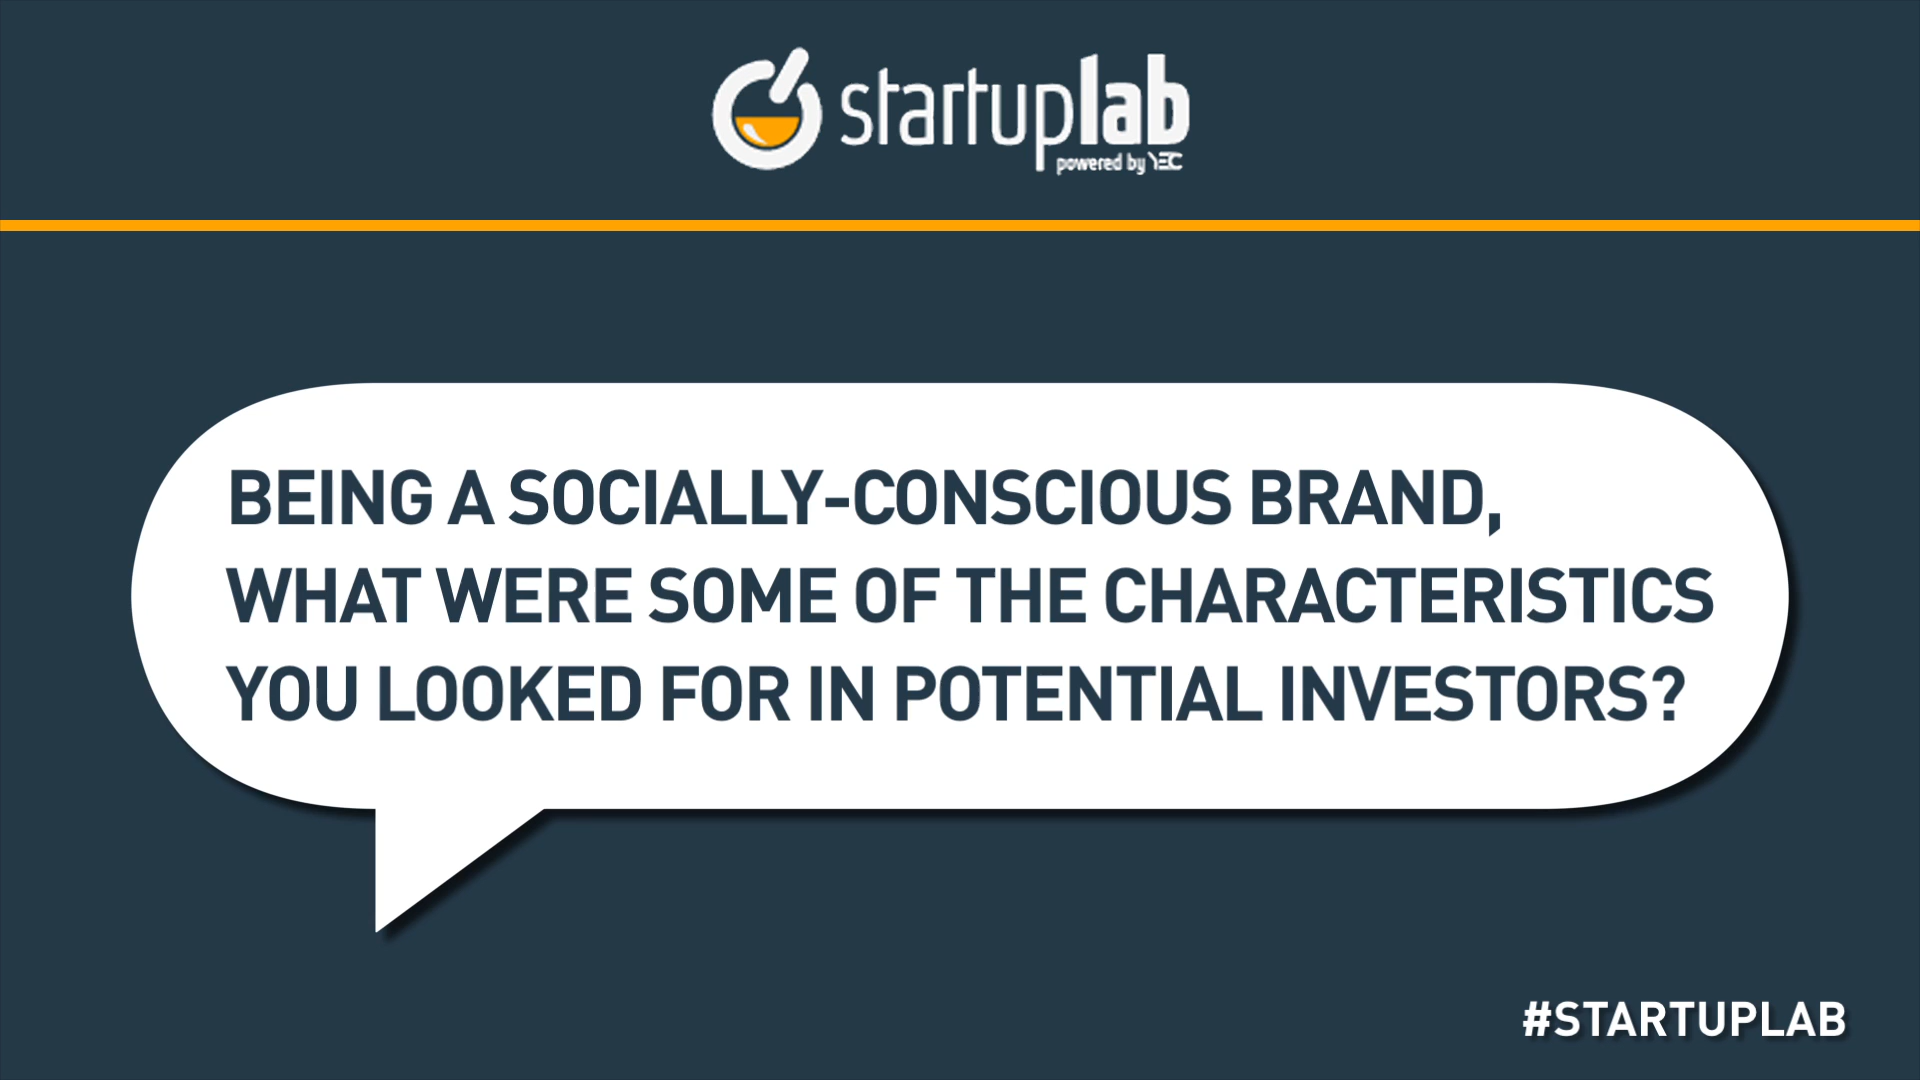 startuplab
powered by YEC
BEING A SOCIALLY-CONSCIOUS BRAND,
WHAT WERE SOME OF THE CHARACTERISTICS
YOU LOOKED FOR IN POTENTIAL INVESTORS?
#STARTUPLAB